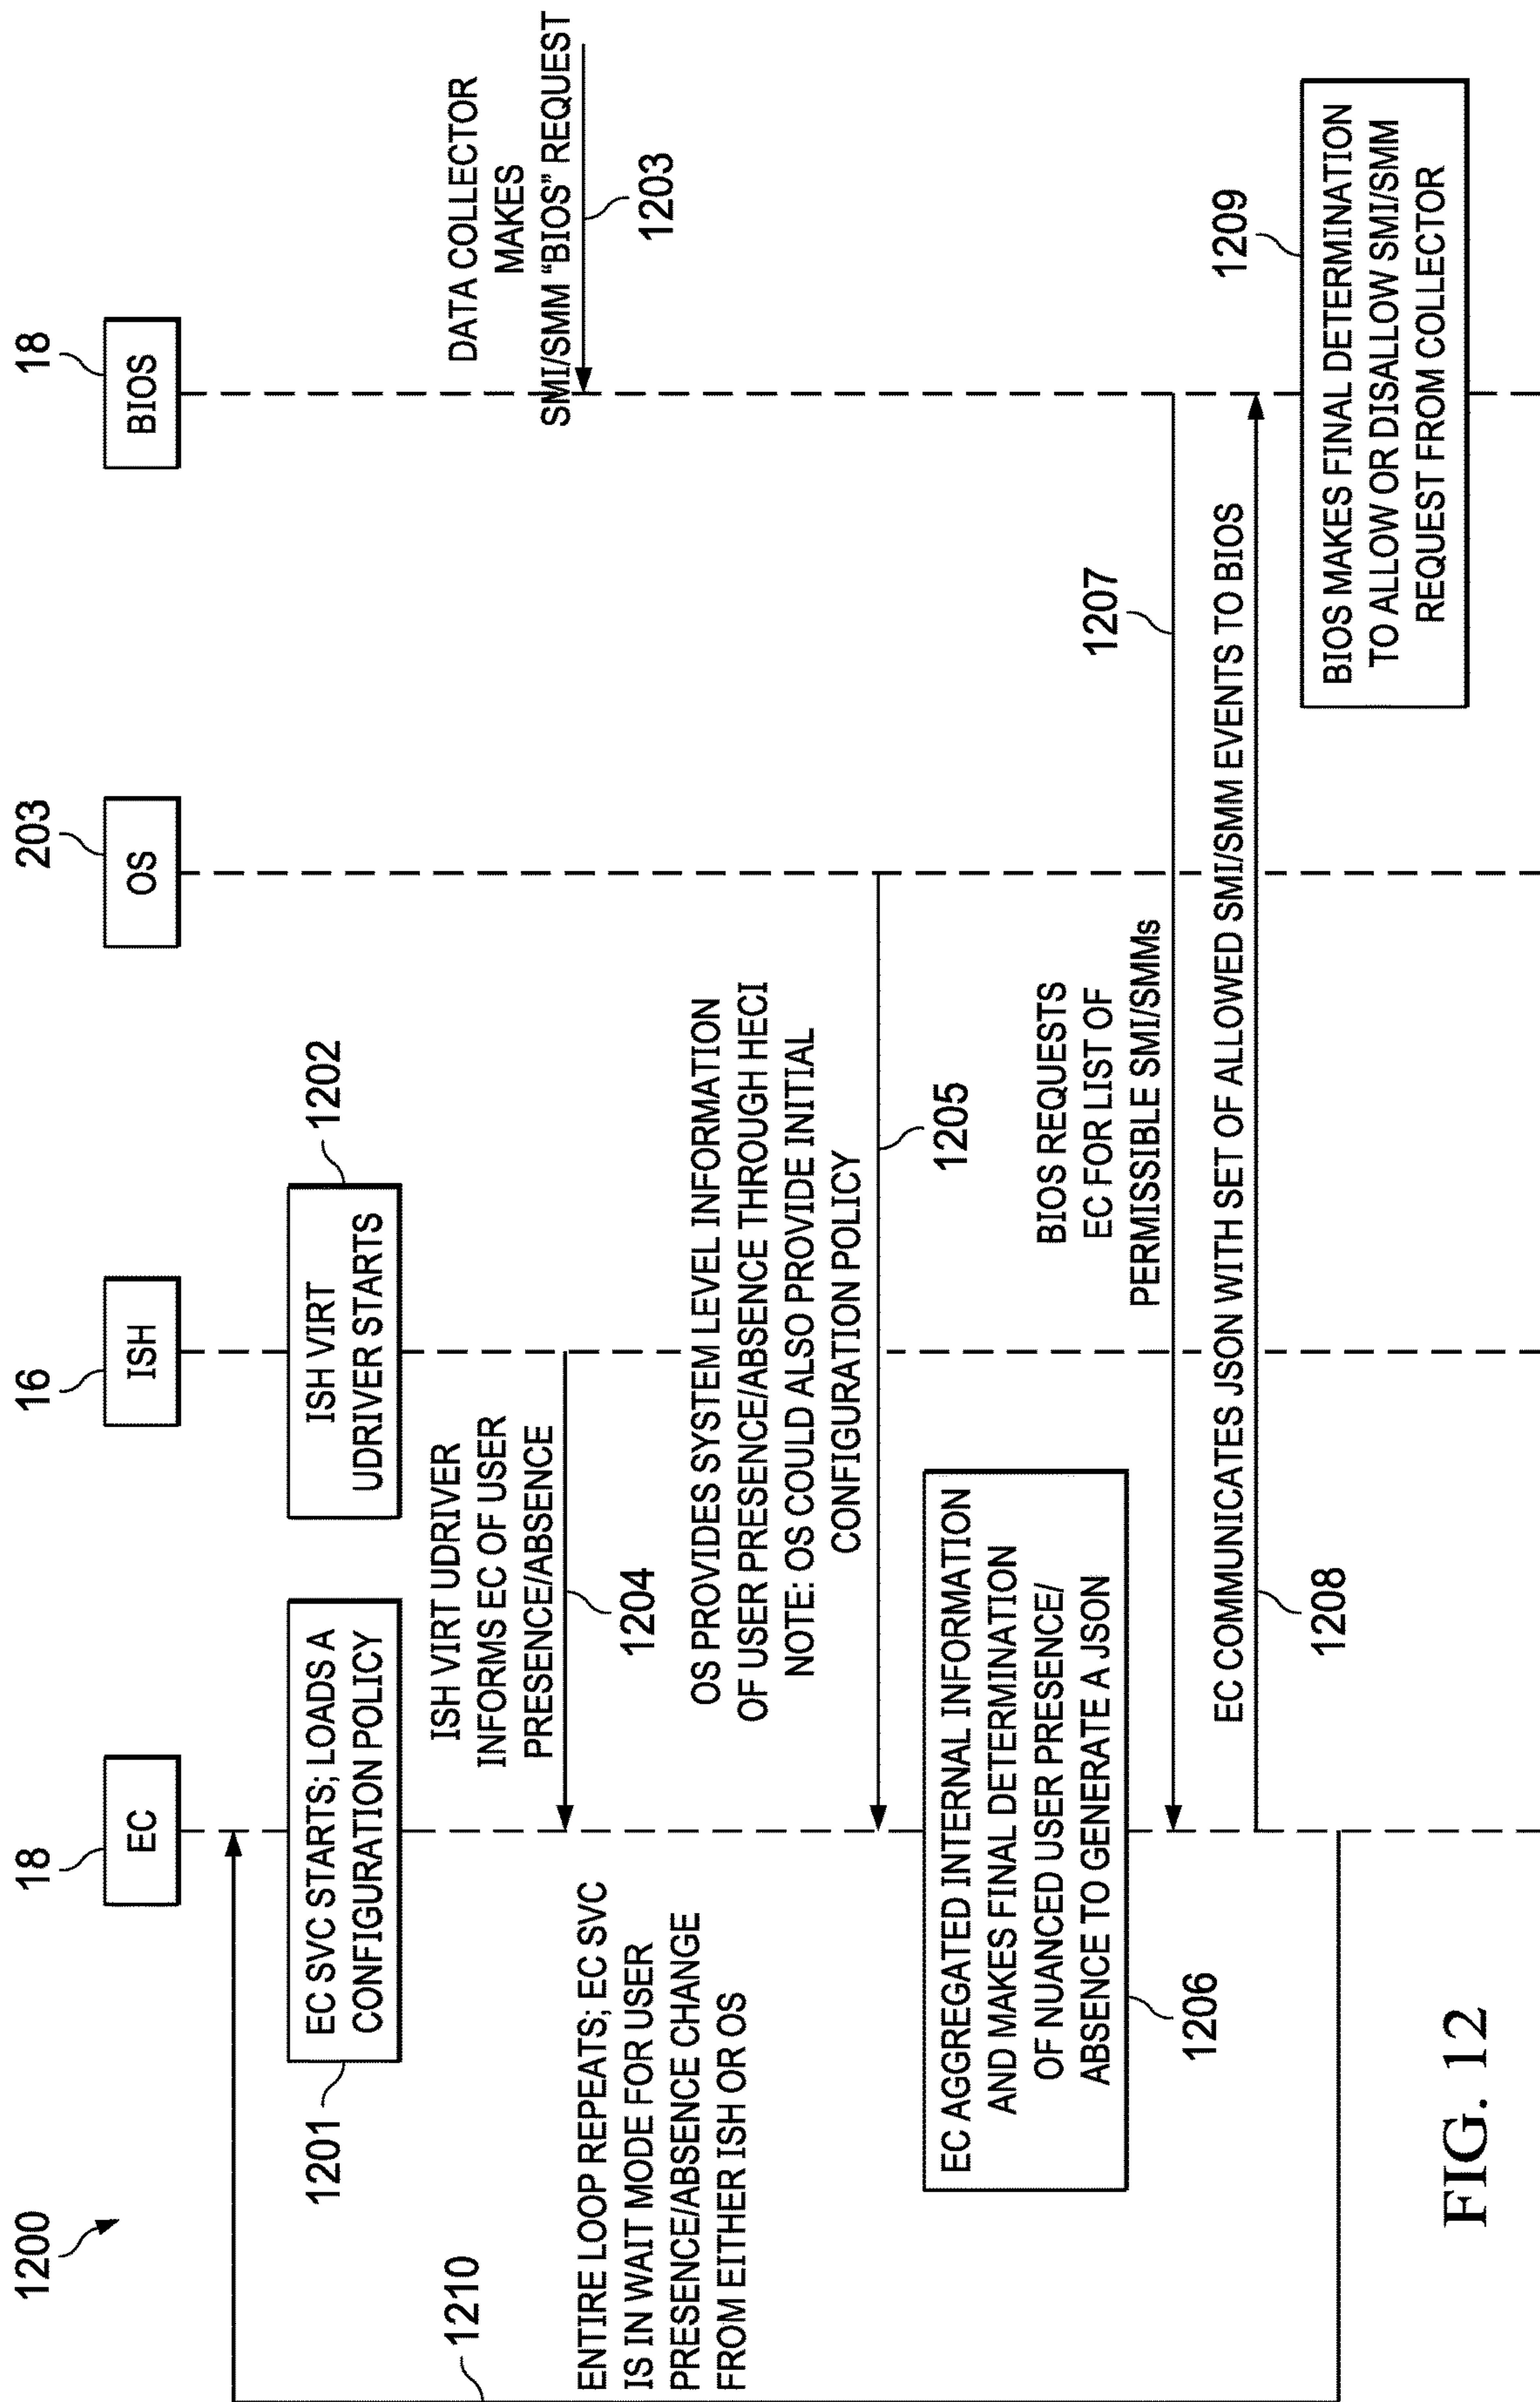 1200
18
EC
16
ISH
203
OS
18
BIOS
EC SVC STARTS; LOADS A
CONFIGURATION POLICY
1201
ISH VIRT
UDRIVER STARTS
1202
DATA COLLECTOR
MAKES
SMI/SMM "BIOS" REQUEST
1203
ISH VIRT UDRIVER
INFORMS EC OF USER
PRESENCE/ABSENCE
1204
1210
ENTIRE LOOP REPEATS; EC SVC
IS IN WAIT MODE FOR USER
PRESENCE/ABSENCE CHANGE
FROM EITHER ISH OR OS
OS PROVIDES SYSTEM LEVEL INFORMATION
OF USER PRESENCE/ABSENCE THROUGH HECI
NOTE: OS COULD ALSO PROVIDE INITIAL
CONFIGURATION POLICY
1205
EC AGGREGATED INTERNAL INFORMATION
AND MAKES FINAL DETERMINATION
OF NUANCED USER PRESENCE/
ABSENCE TO GENERATE A JSON
1206
BIOS REQUESTS
EC FOR LIST OF
PERMISSIBLE SMI/SMMs
1207
EC COMMUNICATES JSON WITH SET OF ALLOWED SMI/SMM EVENTS TO BIOS
1208
1209
BIOS MAKES FINAL DETERMINATION
TO ALLOW OR DISALLOW SMI/SMM
REQUEST FROM COLLECTOR
FIG. 12